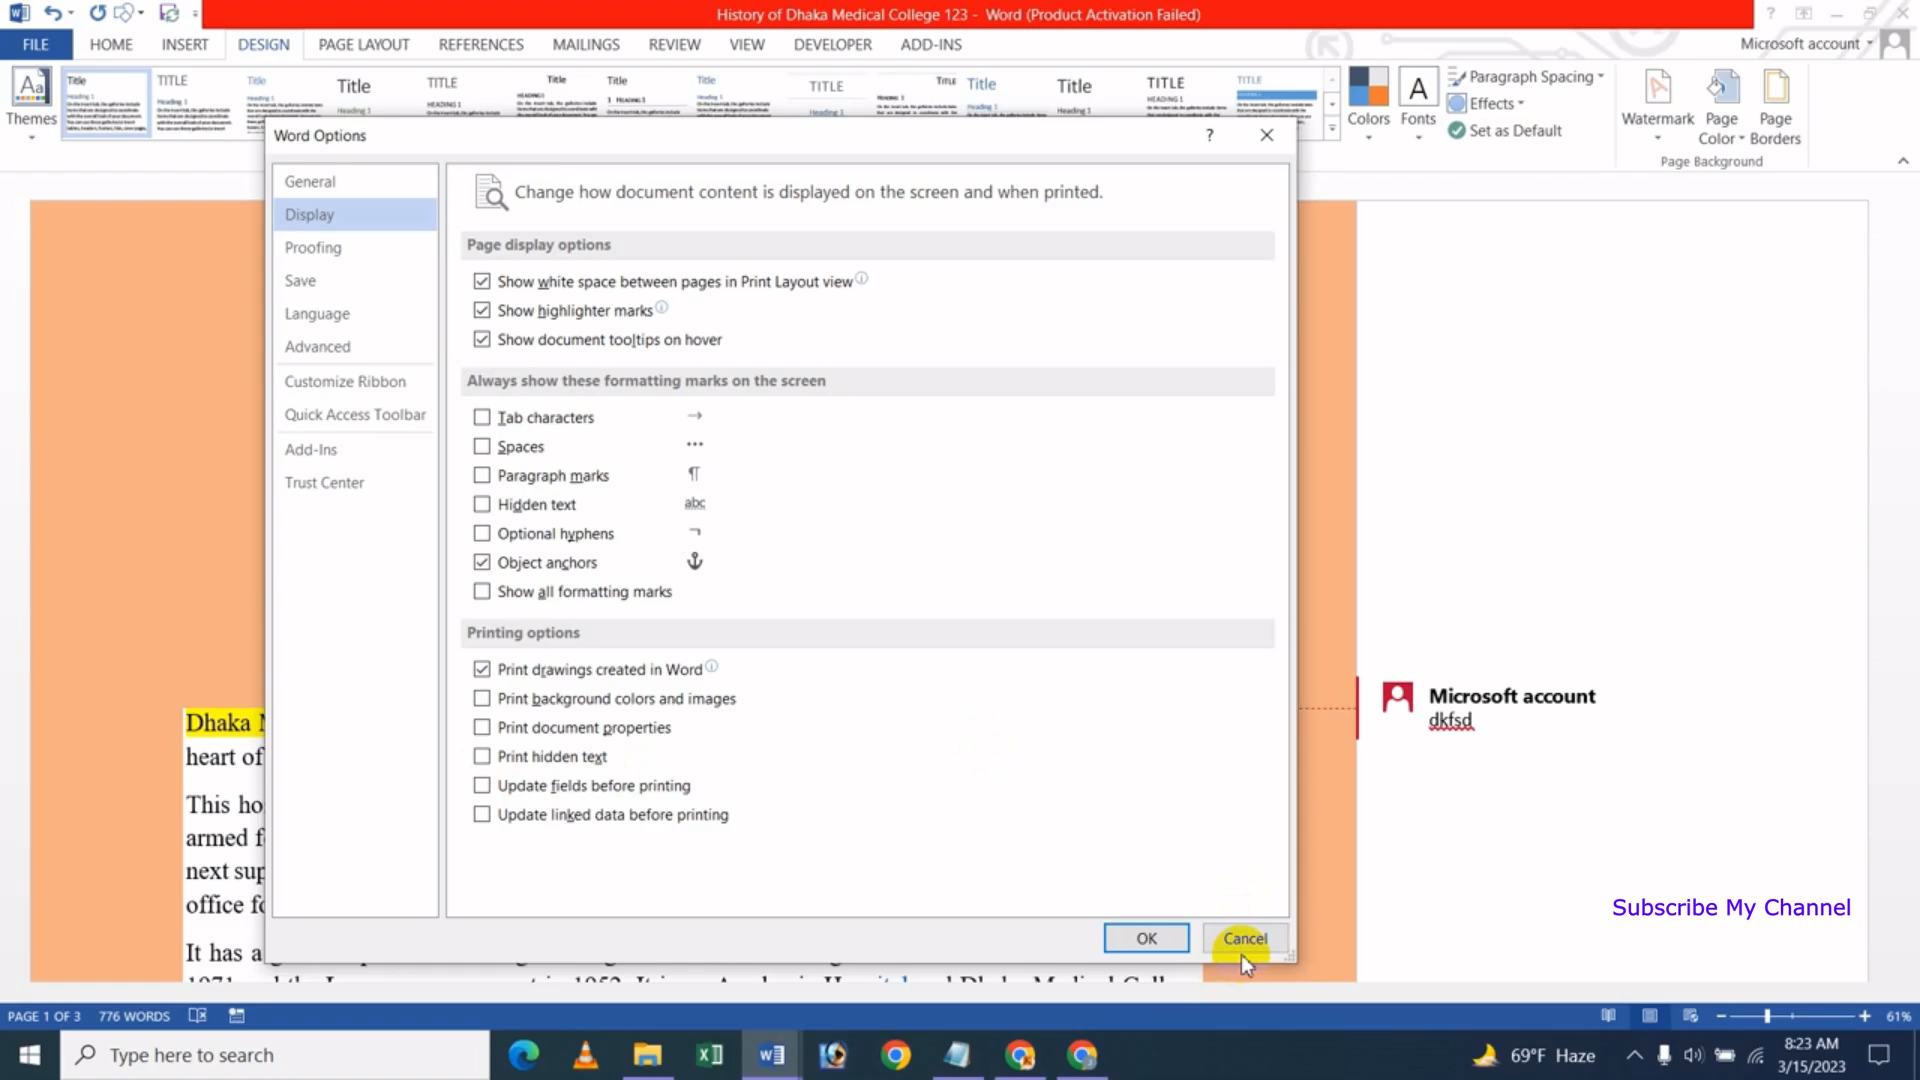 History of Dhaka Medical College 123 - Word (Product Activation Failed)
FILE HOME INSERT DESIGN PAGE LAYOUT REFERENCES MAILINGS REVIEW VIEW DEVELOPER ADD-INS Microsoft account
Themes
Colors Fonts
Paragraph Spacing
Effects
Set as Default
Watermark Page Color Page Borders
Page Background
Word Options
General
Display
Proofing
Save
Language
Advanced
Customize Ribbon
Quick Access Toolbar
Add-Ins
Trust Center
Change how document content is displayed on the screen and when printed.
Page display options
Show white space between pages in Print Layout view
Show highlighter marks
Show document tooltips on hover
Always show these formatting marks on the screen
Tab characters →
Spaces •••
Paragraph marks ¶
Hidden text abc
Optional hyphens ¬
Object anchors
Show all formatting marks
Printing options
Print drawings created in Word
Print background colors and images
Print document properties
Print hidden text
Update fields before printing
Update linked data before printing
OK Cancel
Dhaka
heart of
This
armed
next
office
It has a
Microsoft account
dkfsd
Subscribe My Channel
PAGE 1 OF 3 776 WORDS 61%
Type here to search
69°F Haze
8:23 AM
3/15/2023